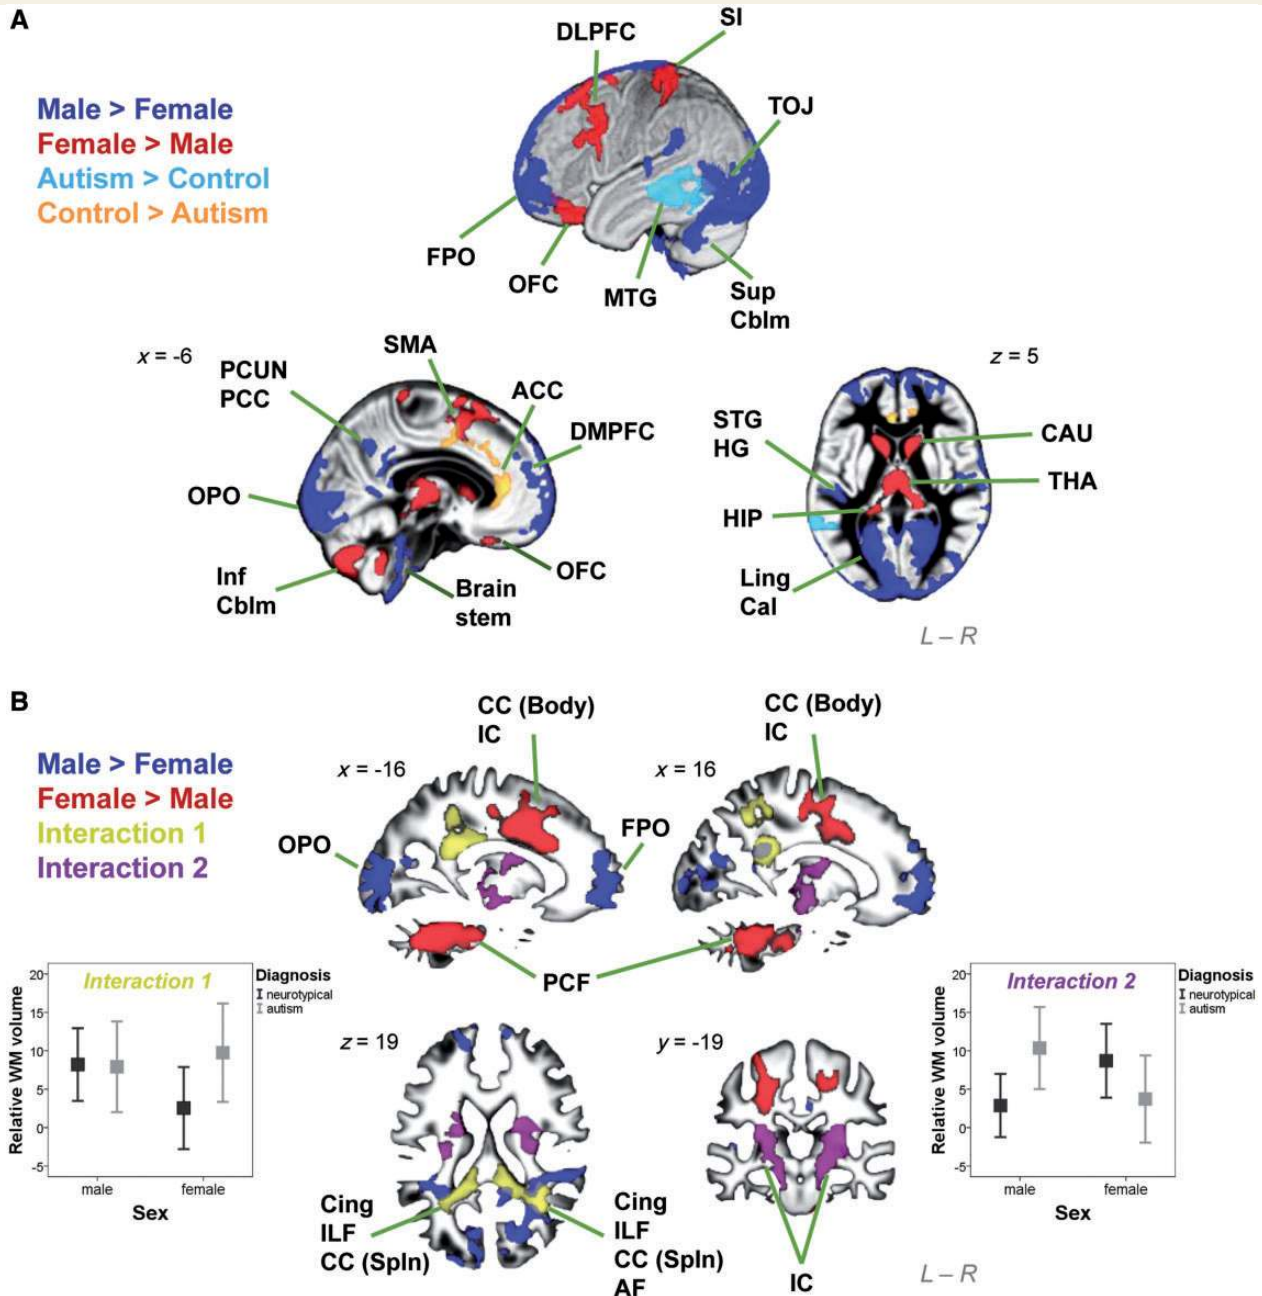 A
Male > Female
Female > Male
Autism > Control
Control > Autism
DLPFC
SI
TOJ
FPO
OFC
MTG
Sup
Cblm
x = -6
PCUN
PCC
SMA
ACC
DMPFC
OPO
Inf
Cblm
Brain
stem
OFC
z = 5
STG
HG
CAU
THA
HIP
Ling
Cal
L – R
B
Male > Female
Female > Male
Interaction 1
Interaction 2
CC (Body)
IC
x = -16
OPO
FPO
CC (Body)
IC
x = 16
PCF
Interaction 1
Diagnosis
neurotypical
autism
Relative WM volume
20
15
10
5
0
-5
male
female
Sex
z = 19
Cing
ILF
CC (Spln)
Cing
ILF
CC (Spln)
AF
y = -19
IC
Interaction 2
Diagnosis
neurotypical
autism
Relative WM volume
20
15
10
5
0
-5
male
female
Sex
L – R